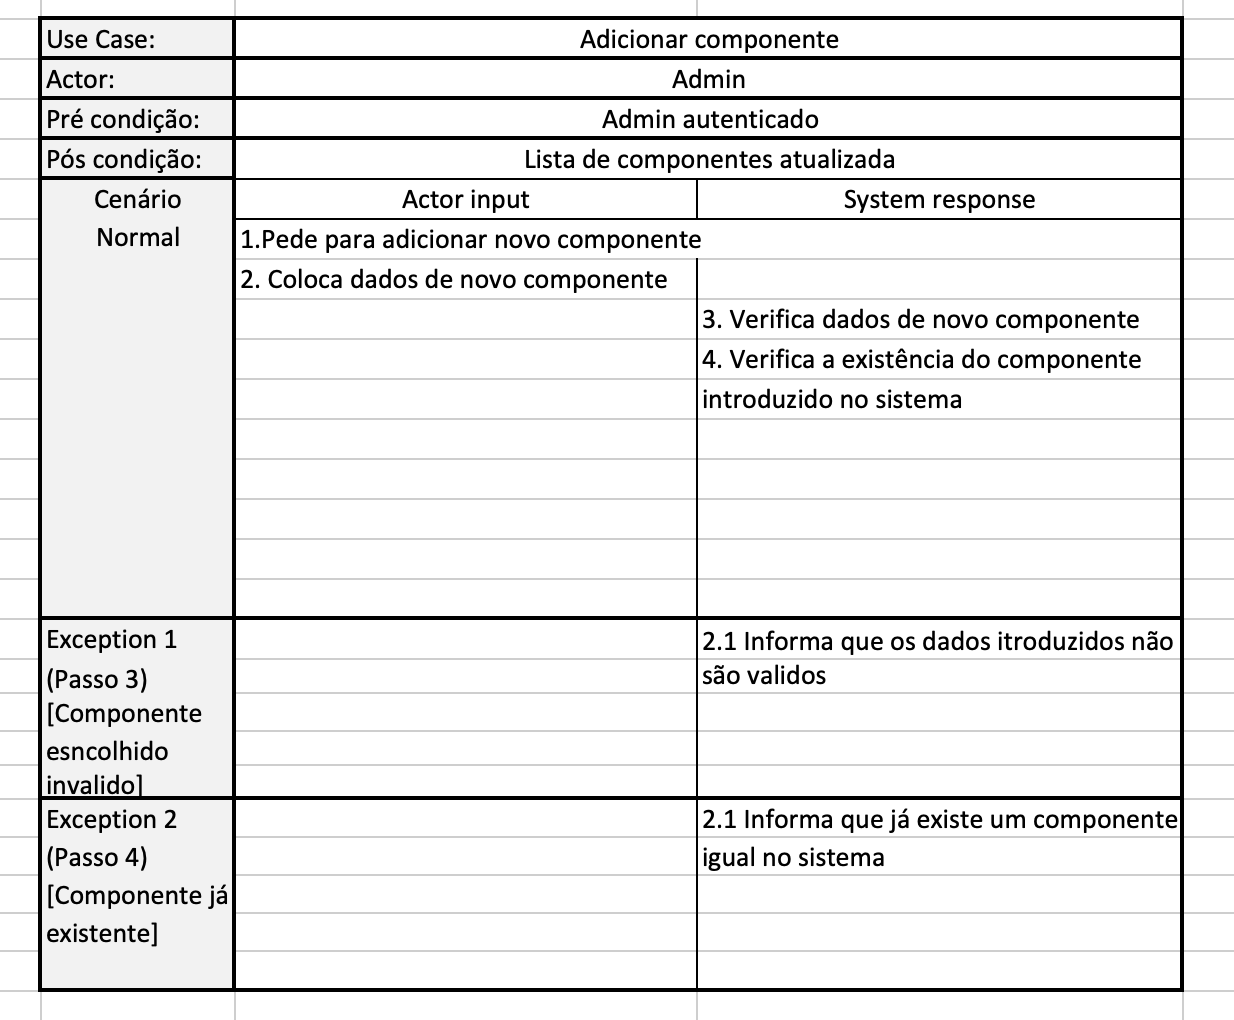 Use Case: Adicionar componente
Actor: Admin
Pré condição: Admin autenticado
Pós condição: Lista de componentes atualizada
Cenário Actor input System response
Normal 1.Pede para adicionar novo componente
2. Coloca dados de novo componente
3. Verifica dados de novo componente
4. Verifica a existência do componente
introduzido no sistema
Exception 1 2.1 Informa que os dados itroduzidos não
(Passo 3) são validos
[Componente
esncolhido
invalido]
Exception 2 2.1 Informa que já existe um componente
(Passo 4) igual no sistema
[Componente já
existente]